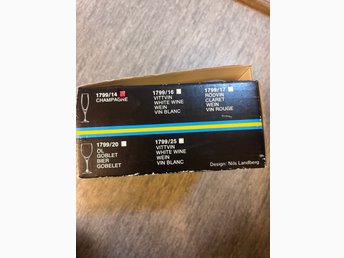 1799/14
CHAMPAGNE
1799/16
VITTVIN
WHITE WINE
WEIN
VIN BLANC
1799/17
RÖDVIN
CLARET
WEIN
VIN ROUGE
1799/20
ÖL
GOBLET
BIER
GOBELET
1799/25
VITTVIN
WHITE WINE
WEIN
VIN BLANC
Design: Nils Landberg